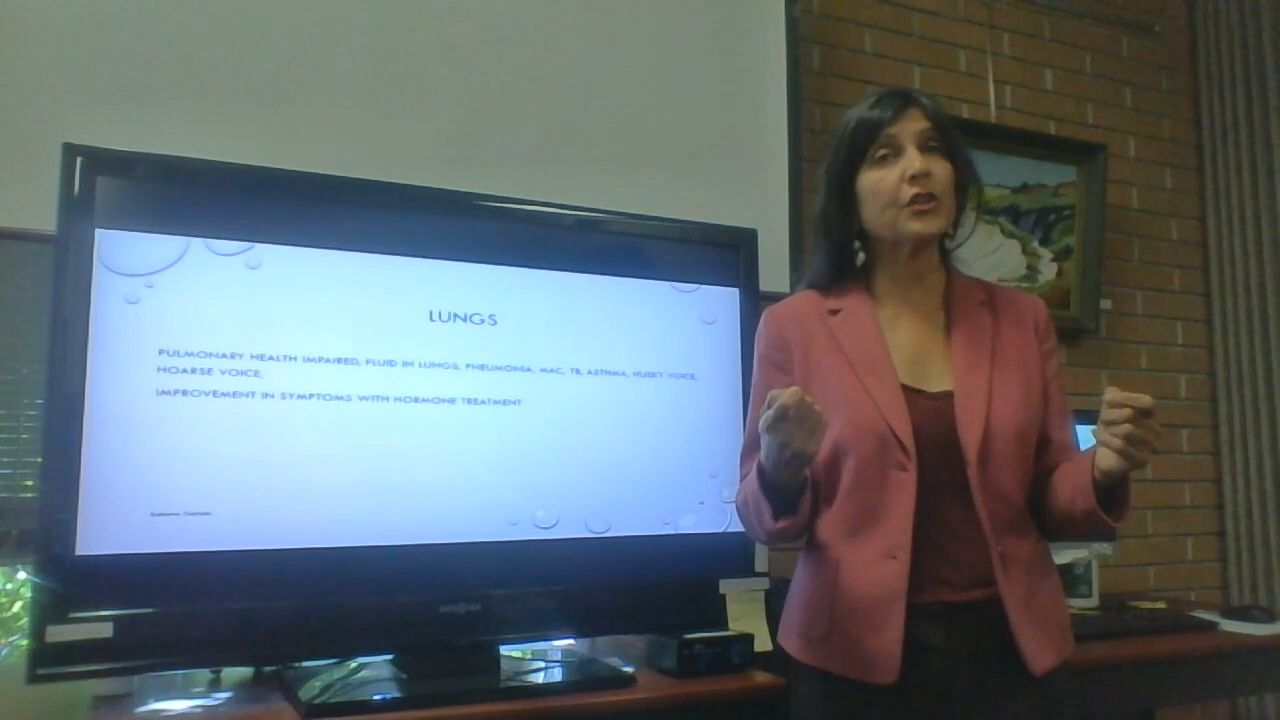 LUNGS
PULMONARY HEALTH IMPAIRED, FLUID IN LUNGS, PNEUMONIA, MAC, TB, ASTHMA, HUSKY VOICE,
HOARSE VOICE,
IMPROVEMENT IN SYMPTOMS WITH HORMONE TREATMENT
INSIGNIA